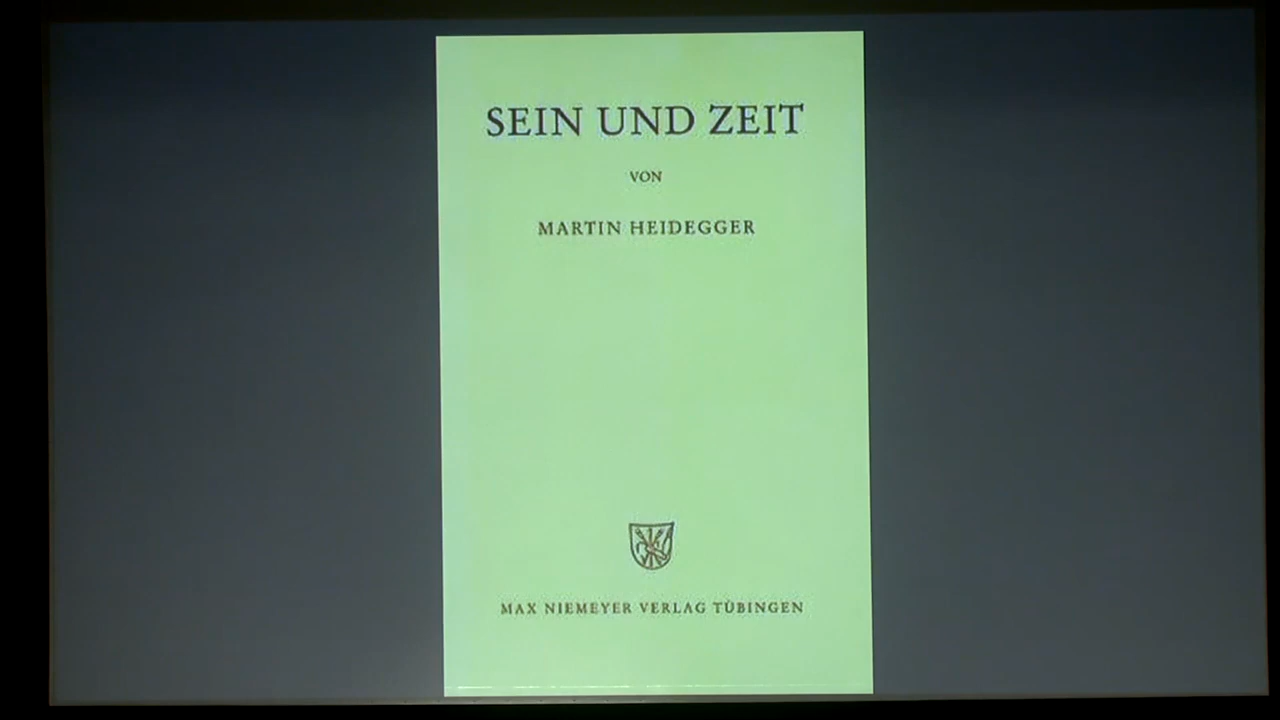 SEIN UND ZEIT
VON
MARTIN HEIDEGGER
MAX NIEMEYER VERLAG TÜBINGEN